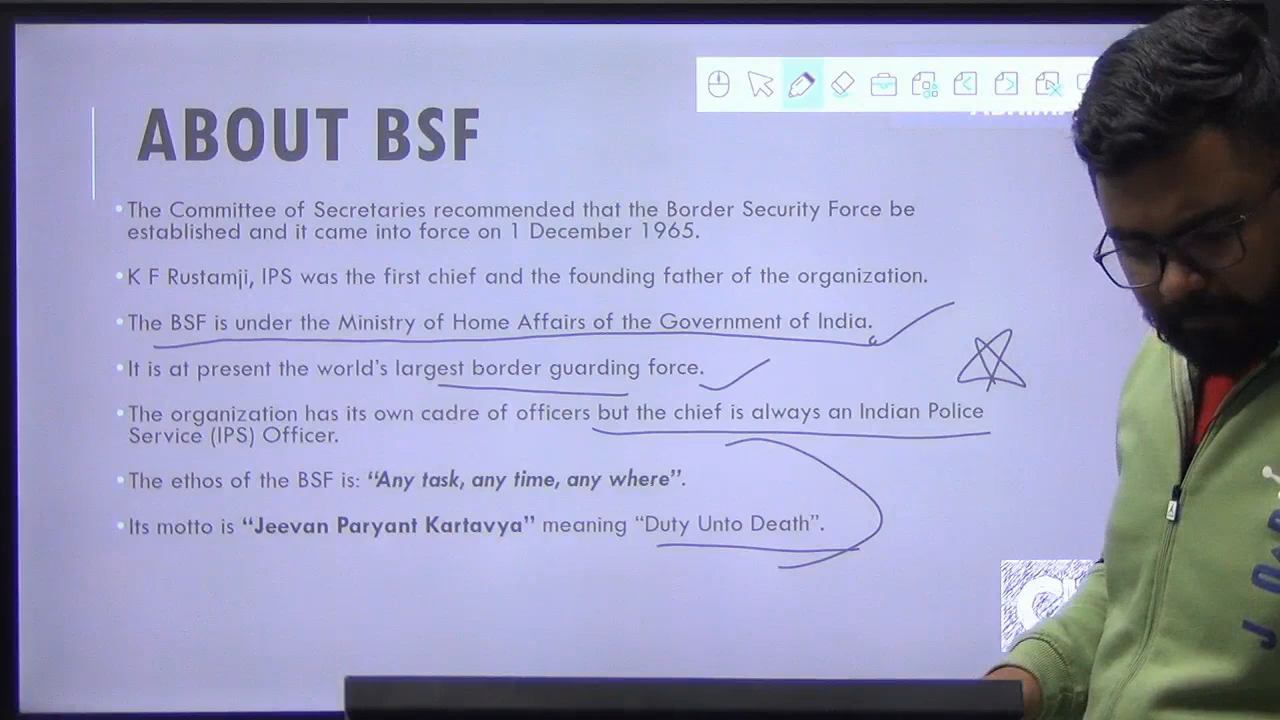 ABOUT BSF
•The Committee of Secretaries recommended that the Border Security Force be
established and it came into force on 1 December 1965.
•K F Rustamji, IPS was the first chief and the founding father of the organization.
•The BSF is under the Ministry of Home Affairs of the Government of India.
•It is at present the world's largest border guarding force.
•The organization has its own cadre of officers but the chief is always an Indian Police
Service (IPS) Officer.
•The ethos of the BSF is: “Any task, any time, any where”.
•Its motto is “Jeevan Paryant Kartavya” meaning “Duty Unto Death”.